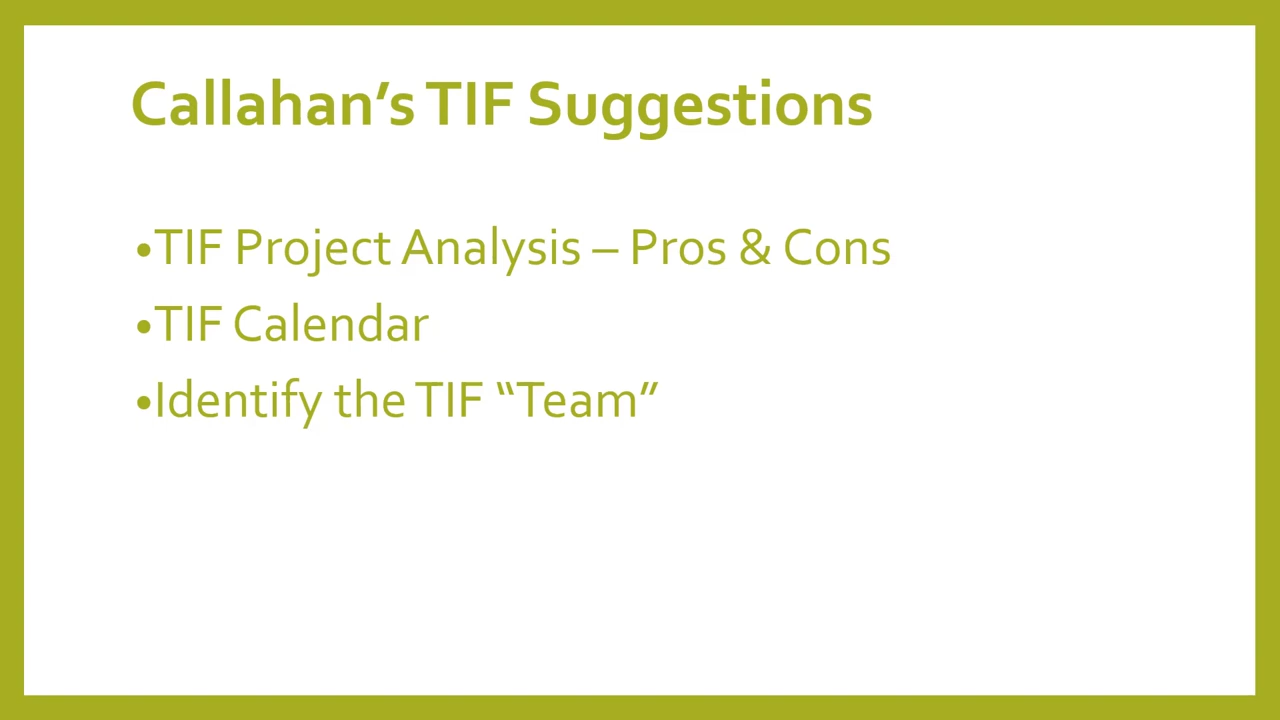 Callahan’s TIF Suggestions
•TIF Project Analysis – Pros & Cons
•TIF Calendar
•Identify the TIF “Team”